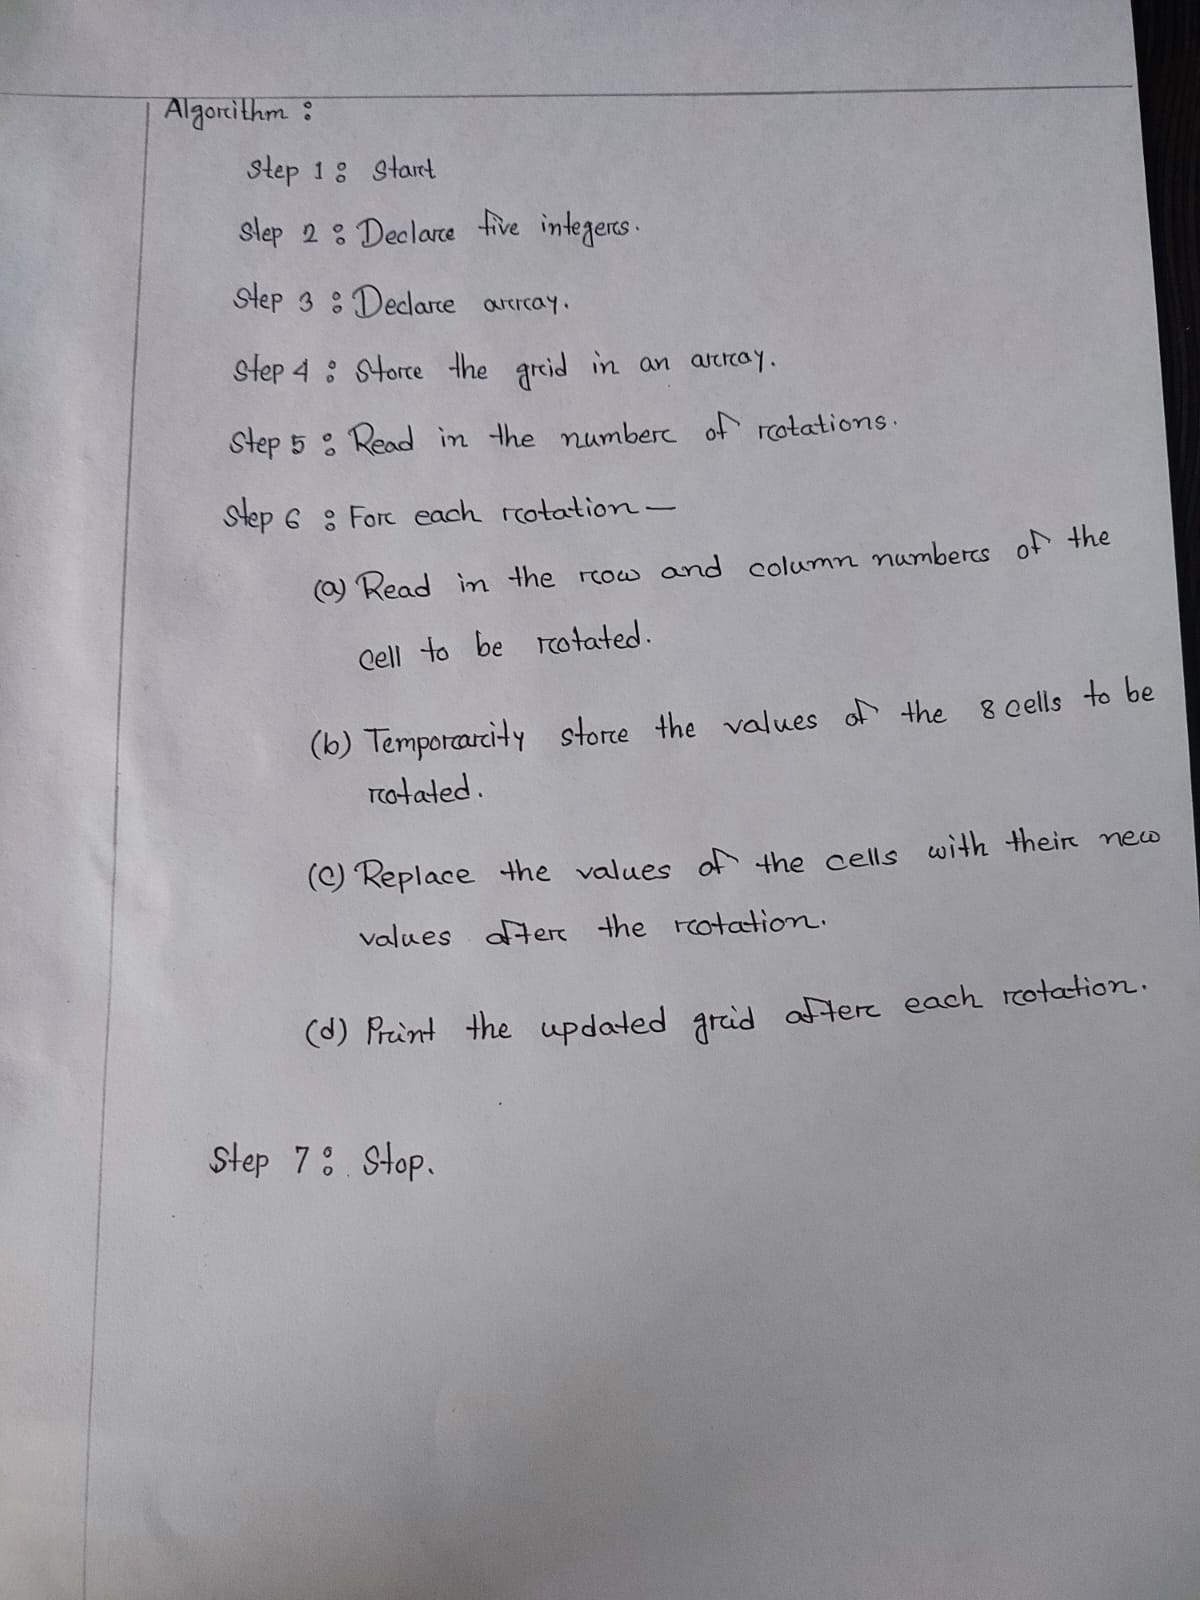 Algorithm :
Step 1 : Start
Step 2 : Declare five integers.
Step 3 : Declare array.
Step 4 : Store the grid in an array.
Step 5 : Read in the number of rotations.
Step 6 : For each rotation —
(a) Read in the row and column numbers of the
cell to be rotated.
(b) Temporarity store the values of the 8 cells to be
rotated.
(c) Replace the values of the cells with their new
values after the rotation.
(d) Print the updated grid after each rotation.
Step 7 : Stop.